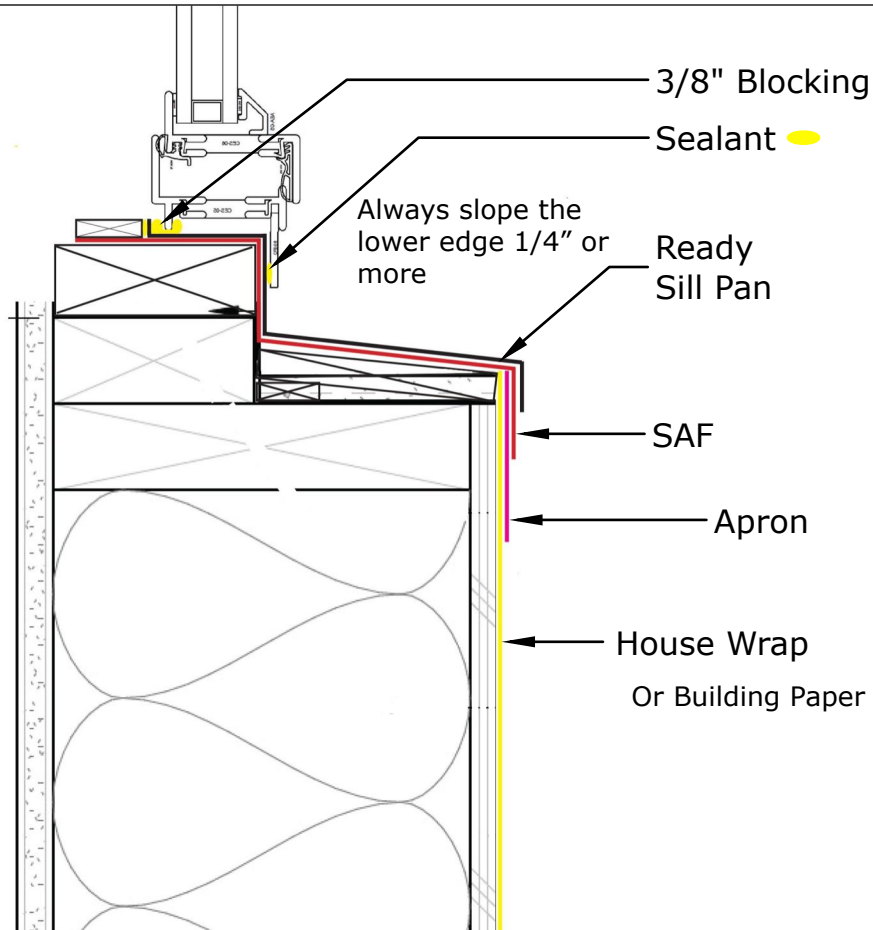 3/8" Blocking
Sealant
Always slope the
lower edge 1/4” or
more
Ready
Sill Pan
SAF
Apron
House Wrap
Or Building Paper